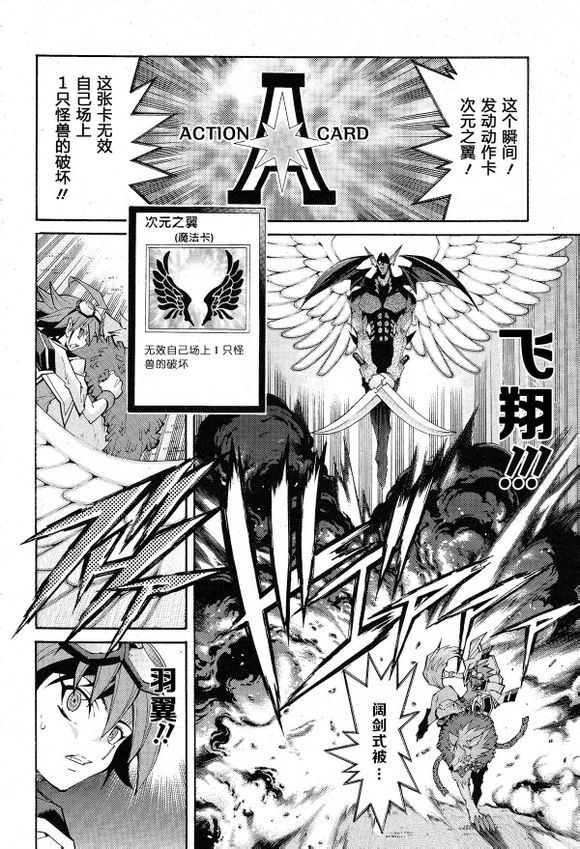 这个瞬间！
发动动作卡
次元之翼！
ACTION CARD
这张卡无效
自己场上
1只怪兽的破坏!!
次元之翼
(魔法卡)
无效自己场上1只怪
兽的破坏
飞翔!!!
阔剑式被…
羽翼!!